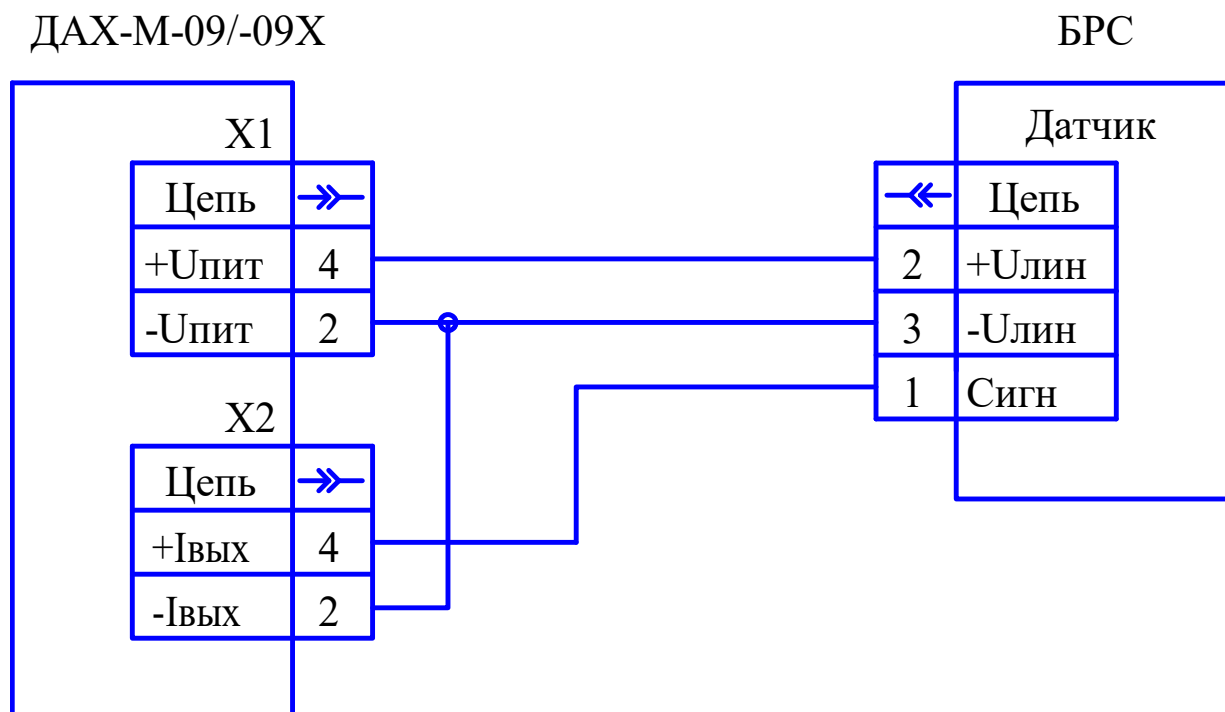 ДАХ-М-09/-09Х
БРС
Х1
Датчик
Цепь
Цепь
+Uпит 4
2 +Uлин
-Uпит 2
3 -Uлин
1 Сигн
Х2
Цепь
+Iвых 4
-Iвых 2